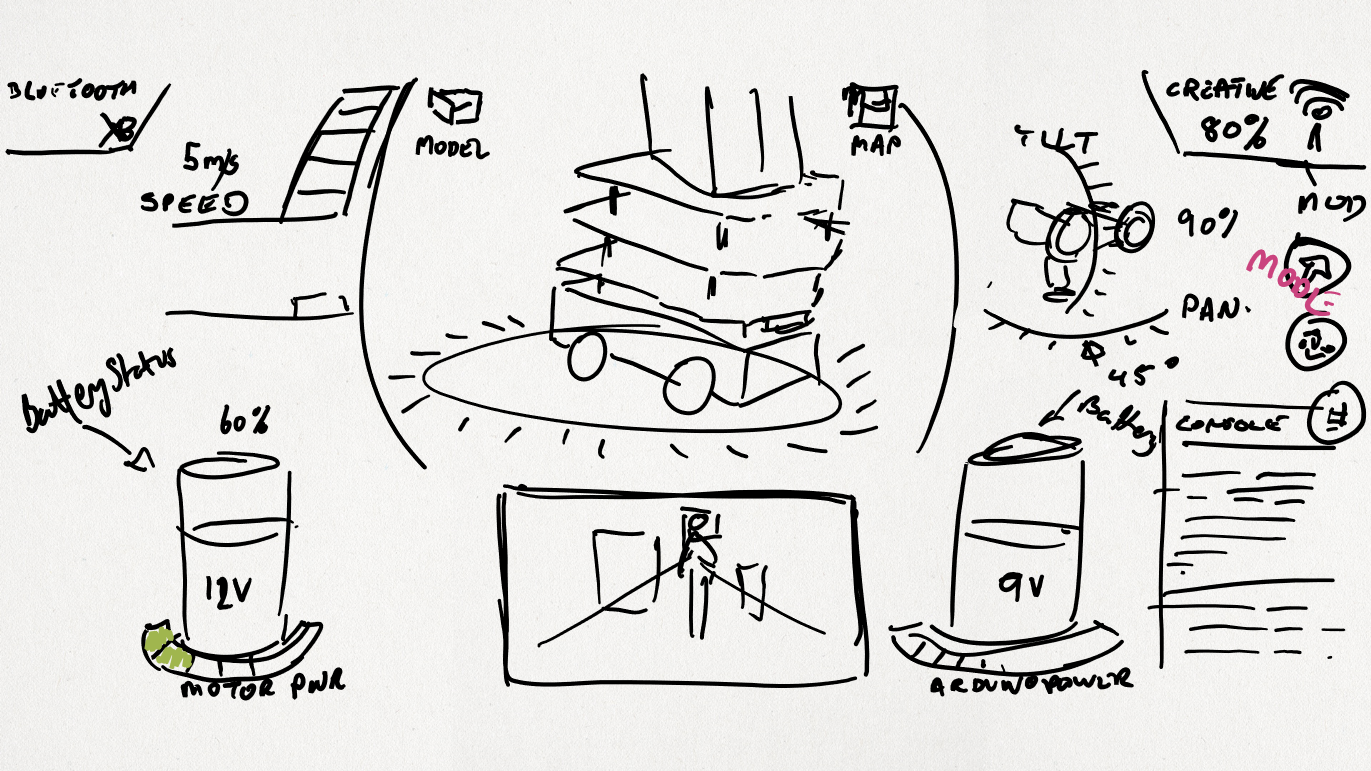 BLUETOOTH
5m/s
SPEED
MODEL
MAP
TILT
CREATIVE
80%
90%
MODE
PAN.
45°
Battery Status
60%
12V
MOTOR PWR
Battery
9V
ARDUINO POWER
CONSOLE